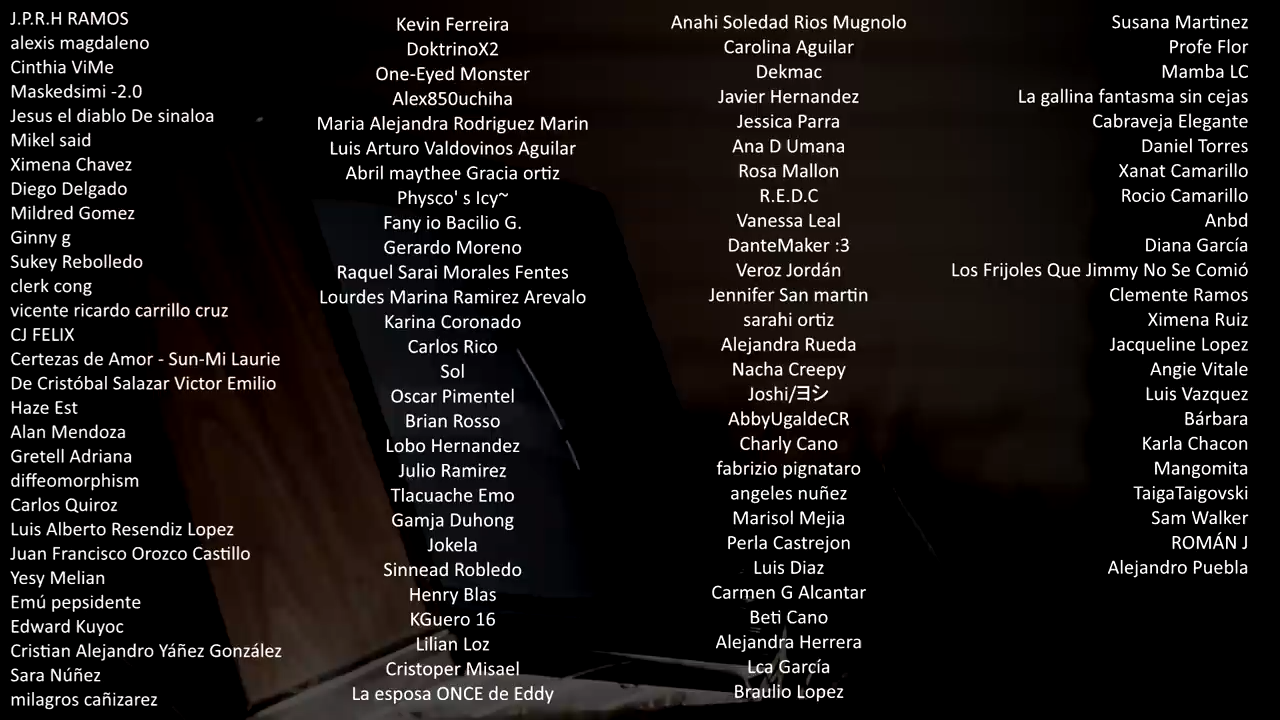 J.P.R.H RAMOS
alexis magdaleno
Cinthia ViMe
Maskedsimi -2.0
Jesus el diablo De sinaloa
Mikel said
Ximena Chavez
Diego Delgado
Mildred Gomez
Ginny g
Sukey Rebolledo
clerk cong
vicente ricardo carrillo cruz
CJ FELIX
Certezas de Amor - Sun-Mi Laurie
De Cristóbal Salazar Victor Emilio
Haze Est
Alan Mendoza
Gretell Adriana
diffeomorphism
Carlos Quiroz
Luis Alberto Resendiz Lopez
Juan Francisco Orozco Castillo
Yesy Melian
Emú pepsidente
Edward Kuyoc
Cristian Alejandro Yáñez González
Sara Núñez
milagros cañizarez
Kevin Ferreira
DoktrinoX2
One-Eyed Monster
Alex850uchiha
Maria Alejandra Rodriguez Marin
Luis Arturo Valdovinos Aguilar
Abril maythee Gracia ortiz
Physco' s Icy~
Fany io Bacilio G.
Gerardo Moreno
Raquel Sarai Morales Fentes
Lourdes Marina Ramirez Arevalo
Karina Coronado
Carlos Rico
Sol
Oscar Pimentel
Brian Rosso
Lobo Hernandez
Julio Ramirez
Tlacuache Emo
Gamja Duhong
Jokela
Sinnead Robledo
Henry Blas
KGuero 16
Lilian Loz
Cristoper Misael
La esposa ONCE de Eddy
Anahi Soledad Rios Mugnolo
Carolina Aguilar
Dekmac
Javier Hernandez
Jessica Parra
Ana D Umana
Rosa Mallon
R.E.D.C
Vanessa Leal
DanteMaker :3
Veroz Jordán
Jennifer San martin
sarahi ortiz
Alejandra Rueda
Nacha Creepy
Joshi/ヨシ
AbbyUgaldeCR
Charly Cano
fabrizio pignataro
angeles nuñez
Marisol Mejia
Perla Castrejon
Luis Diaz
Carmen G Alcantar
Beti Cano
Alejandra Herrera
Lca García
Braulio Lopez
Susana Martinez
Profe Flor
Mamba LC
La gallina fantasma sin cejas
Cabraveja Elegante
Daniel Torres
Xanat Camarillo
Rocio Camarillo
Anbd
Diana García
Los Frijoles Que Jimmy No Se Comió
Clemente Ramos
Ximena Ruiz
Jacqueline Lopez
Angie Vitale
Luis Vazquez
Bárbara
Karla Chacon
Mangomita
TaigaTaigovski
Sam Walker
ROMÁN J
Alejandro Puebla